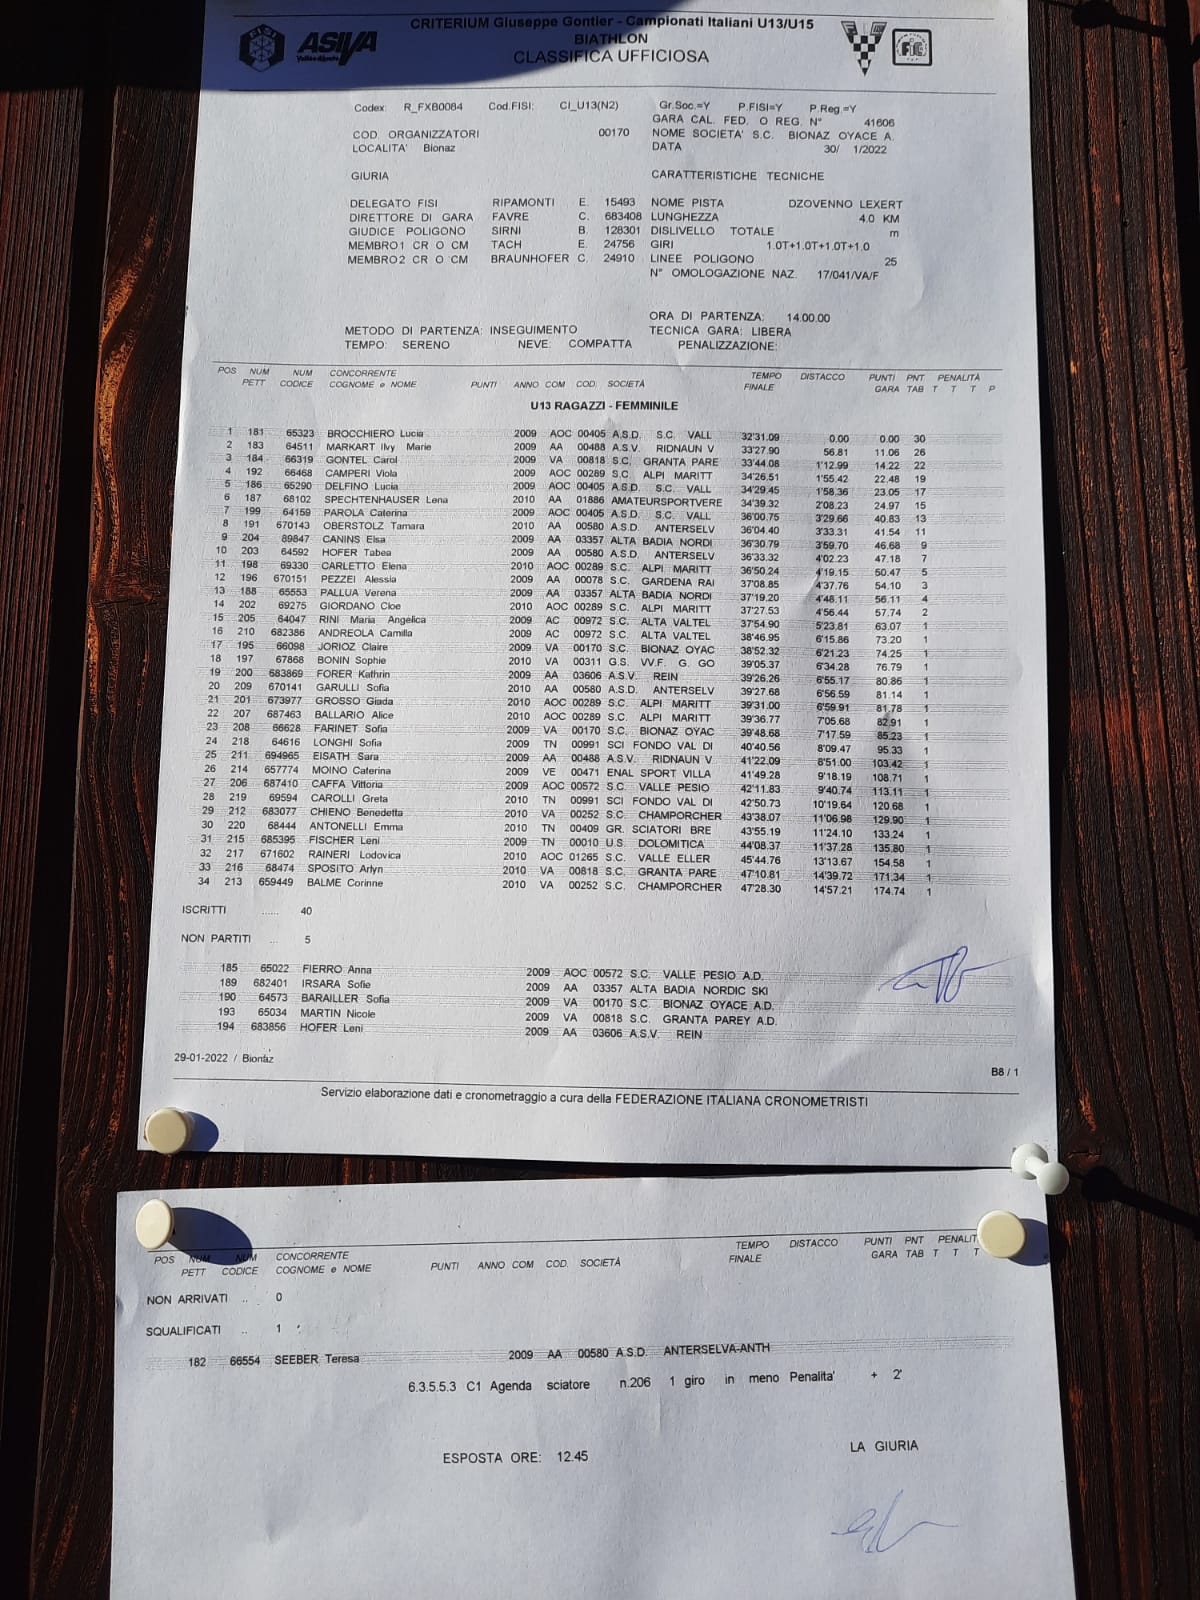 CRITERIUM Giuseppe Gontier - Campionati Italiani U13/U15
BIATHLON
CLASSIFICA UFFICIOSA
FISI
ASIVA
Codex: R_FXB0084 Cod.FISI: CI_U13(N2) Gr.Soc.=Y P.FISI=Y P.Reg.=Y
GARA CAL. FED. O REG. N° 41606
COD. ORGANIZZATORI 00170 NOME SOCIETA' S.C. BIONAZ OYACE A.
LOCALITA' Bionaz DATA 30/ 1/2022
GIURIA CARATTERISTICHE TECNICHE
DELEGATO FISI RIPAMONTI E. 15493 NOME PISTA DZOVENNO LEXERT
DIRETTORE DI GARA FAVRE C. 683408 LUNGHEZZA 4.0 KM
GIUDICE POLIGONO SIRNI B. 128301 DISLIVELLO TOTALE m
MEMBRO1 CR O CM TACH E. 24756 GIRI 1.0T+1.0T+1.0T+1.0
MEMBRO2 CR O CM BRAUNHOFER C. 24910 LINEE POLIGONO 25
N° OMOLOGAZIONE NAZ. 17/041/VA/F
ORA DI PARTENZA: 14.00.00
METODO DI PARTENZA: INSEGUIMENTO TECNICA GARA: LIBERA
TEMPO: SERENO NEVE: COMPATTA PENALIZZAZIONE:
POS NUM NUM CONCORRENTE TEMPO DISTACCO PUNTI PNT PENALITÀ
PETT CODICE COGNOME e NOME PUNTI ANNO COM COD. SOCIETÀ FINALE GARA TAB T T T P
U13 RAGAZZI - FEMMINILE
1 181 65323 BROCCHIERO Lucia 2009 AOC 00405 A.S.D. S.C. VALL 32'31.09 0.00 0.00 30
2 183 64511 MARKART Ilvy Marie 2009 AA 00488 A.S.V. RIDNAUN V 33'27.90 56.81 11.06 26
3 184 66319 GONTEL Carol 2009 VA 00818 S.C. GRANTA PARE 33'44.08 1'12.99 14.22 22
4 192 66468 CAMPERI Viola 2009 AOC 00289 S.C. ALPI MARITT 34'26.51 1'55.42 22.48 19
5 186 65290 DELFINO Lucia 2009 AOC 00405 A.S.D. S.C. VALL 34'29.45 1'58.36 23.05 17
6 187 68102 SPECHTENHAUSER Lena 2010 AA 01886 AMATEURSPORTVERE 34'39.32 2'08.23 24.97 15
7 199 64159 PAROLA Caterina 2009 AOC 00405 A.S.D. S.C. VALL 36'00.75 3'29.66 40.83 13
8 191 670143 OBERSTOLZ Tamara 2010 AA 00580 A.S.D. ANTERSELV 36'04.40 3'33.31 41.54 11
9 204 89847 CANINS Elsa 2009 AA 03357 ALTA BADIA NORDI 36'30.79 3'59.70 46.68 9
10 203 64592 HOFER Tabea 2009 AA 00580 A.S.D. ANTERSELV 36'33.32 4'02.23 47.18 7
11 198 69330 CARLETTO Elena 2010 AOC 00289 S.C. ALPI MARITT 36'50.24 4'19.15 50.47 5
12 196 670151 PEZZEI Alessia 2009 AA 00078 S.C. GARDENA RAI 37'08.85 4'37.76 54.10 3
13 188 65553 PALLUA Verena 2009 AA 03357 ALTA BADIA NORDI 37'19.20 4'48.11 56.11 4
14 202 69275 GIORDANO Cloe 2010 AOC 00289 S.C. ALPI MARITT 37'27.53 4'56.44 57.74 2
15 205 64047 RINI Maria Angelica 2009 AC 00972 S.C. ALTA VALTEL 37'54.90 5'23.81 63.07 1
16 210 682386 ANDREOLA Camilla 2010 AC 00972 S.C. ALTA VALTEL 38'46.95 6'15.86 73.20 1
17 195 66098 JORIOZ Claire 2009 VA 00170 S.C. BIONAZ OYAC 38'52.32 6'21.23 74.25 1
18 197 67868 BONIN Sophie 2010 VA 00311 G.S. VV.F. G. GO 39'05.37 6'34.28 76.79 1
19 200 683869 FORER Kathrin 2009 AA 03606 A.S.V. REIN 39'26.26 6'55.17 80.86 1
20 209 670141 GARULLI Sofia 2010 AA 00580 A.S.D. ANTERSELV 39'27.68 6'56.59 81.14 1
21 201 673977 GROSSO Giada 2010 AOC 00289 S.C. ALPI MARITT 39'31.00 6'59.91 81.78 1
22 207 687463 BALLARIO Alice 2010 AOC 00289 S.C. ALPI MARITT 39'36.77 7'05.68 82.91 1
23 208 66628 FARINET Sofia 2009 VA 00170 S.C. BIONAZ OYAC 39'48.68 7'17.59 85.23 1
24 218 64616 LONGHI Sofia 2009 TN 00991 SCI FONDO VAL DI 40'40.56 8'09.47 95.33 1
25 211 694965 EISATH Sara 2009 AA 00488 A.S.V. RIDNAUN V 41'22.09 8'51.00 103.42 1
26 214 657774 MOINO Caterina 2009 VE 00471 ENAL SPORT VILLA 41'49.28 9'18.19 108.71 1
27 206 687410 CAFFA Vittoria 2009 AOC 00572 S.C. VALLE PESIO 42'11.83 9'40.74 113.11 1
28 219 69594 CAROLLI Greta 2010 TN 00991 SCI FONDO VAL DI 42'50.73 10'19.64 120.68 1
29 212 683077 CHIENO Benedetta 2010 VA 00252 S.C. CHAMPORCHER 43'38.07 11'06.98 129.90 1
30 220 68444 ANTONELLI Emma 2010 TN 00409 GR. SCIATORI BRE 43'55.19 11'24.10 133.24 1
31 215 685395 FISCHER Leni 2009 TN 00010 U.S. DOLOMITICA 44'08.37 11'37.28 135.80 1
32 217 671602 RAINERI Lodovica 2010 AOC 01265 S.C. VALLE ELLER 45'44.76 13'13.67 154.58 1
33 216 68474 SPOSITO Arlyn 2010 VA 00818 S.C. GRANTA PARE 47'10.81 14'39.72 171.34 1
34 213 659449 BALME Corinne 2010 VA 00252 S.C. CHAMPORCHER 47'28.30 14'57.21 174.74 1
ISCRITTI ...... 40
NON PARTITI ... 5
185 65022 FIERRO Anna 2009 AOC 00572 S.C. VALLE PESIO A.D.
189 682401 IRSARA Sofie 2009 AA 03357 ALTA BADIA NORDIC SKI
190 64573 BARAILLER Sofia 2009 VA 00170 S.C. BIONAZ OYACE A.D.
193 65034 MARTIN Nicole 2009 VA 00818 S.C. GRANTA PAREY A.D.
194 683856 HOFER Leni 2009 AA 03606 A.S.V. REIN
29-01-2022 / Bionaz B8 / 1
Servizio elaborazione dati e cronometraggio a cura della FEDERAZIONE ITALIANA CRONOMETRISTI
POS NUM NUM CONCORRENTE TEMPO DISTACCO PUNTI PNT PENALIT
PETT CODICE COGNOME e NOME PUNTI ANNO COM COD. SOCIETÀ FINALE GARA TAB T T T
NON ARRIVATI .. 0
SQUALIFICATI .. 1
182 66554 SEEBER Teresa 2009 AA 00580 A.S.D. ANTERSELVA-ANTH
6.3.5.5.3 C1 Agenda sciatore n.206 1 giro in meno Penalita' + 2'
ESPOSTA ORE: 12.45 LA GIURIA